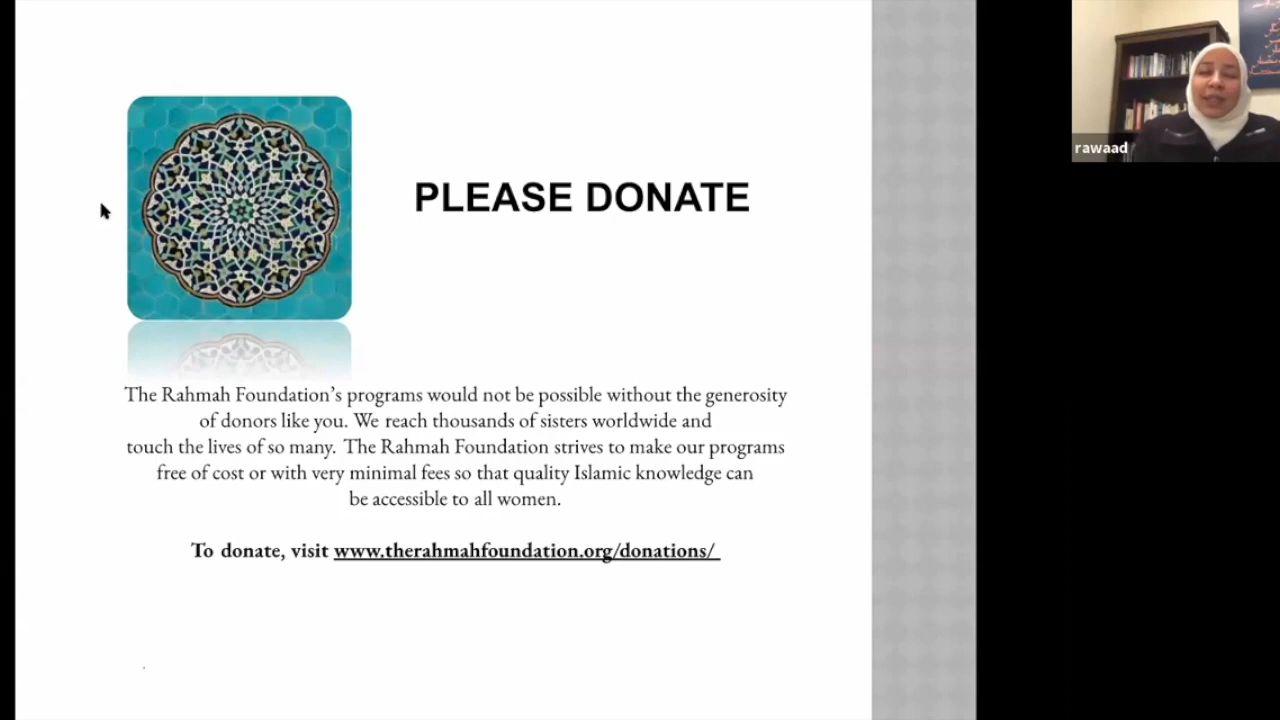 PLEASE DONATE
The Rahmah Foundation’s programs would not be possible without the generosity
of donors like you. We reach thousands of sisters worldwide and
touch the lives of so many. The Rahmah Foundation strives to make our programs
free of cost or with very minimal fees so that quality Islamic knowledge can
be accessible to all women.
To donate, visit www.therahmahfoundation.org/donations/
rawaad